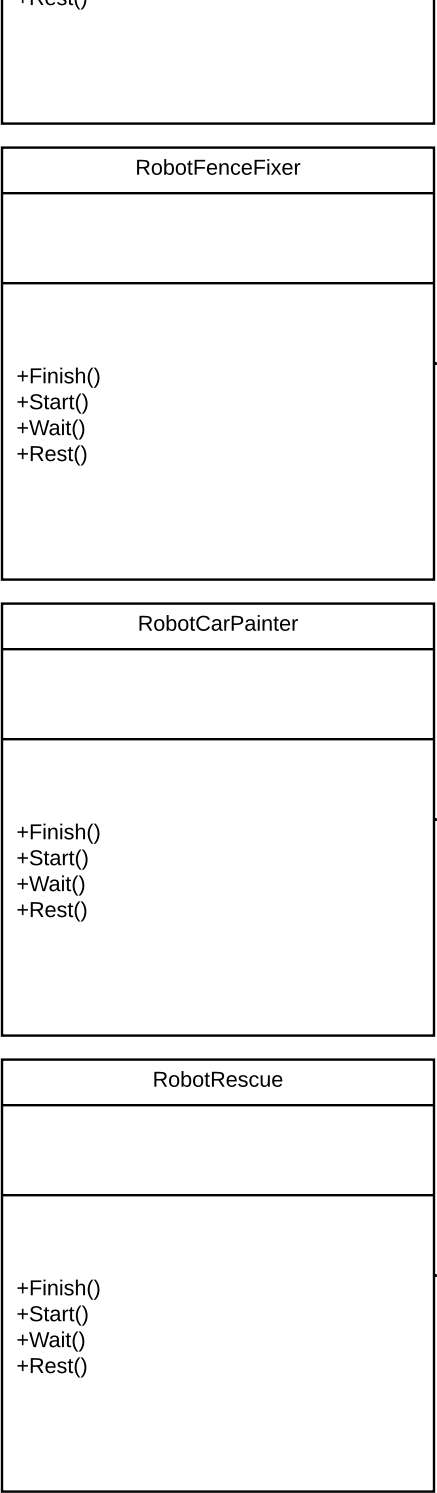 +Rest()
RobotFenceFixer
+Finish()
+Start()
+Wait()
+Rest()
RobotCarPainter
+Finish()
+Start()
+Wait()
+Rest()
RobotRescue
+Finish()
+Start()
+Wait()
+Rest()